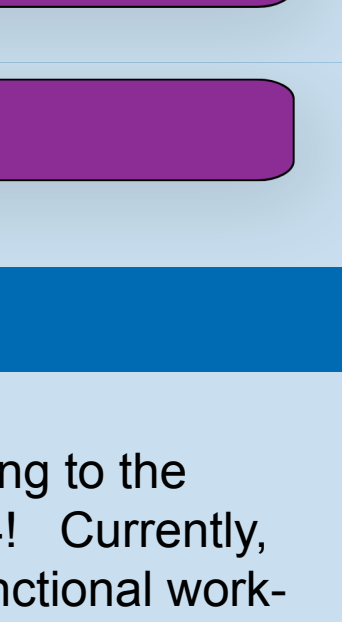 ng to the
! Currently,
nctional work-